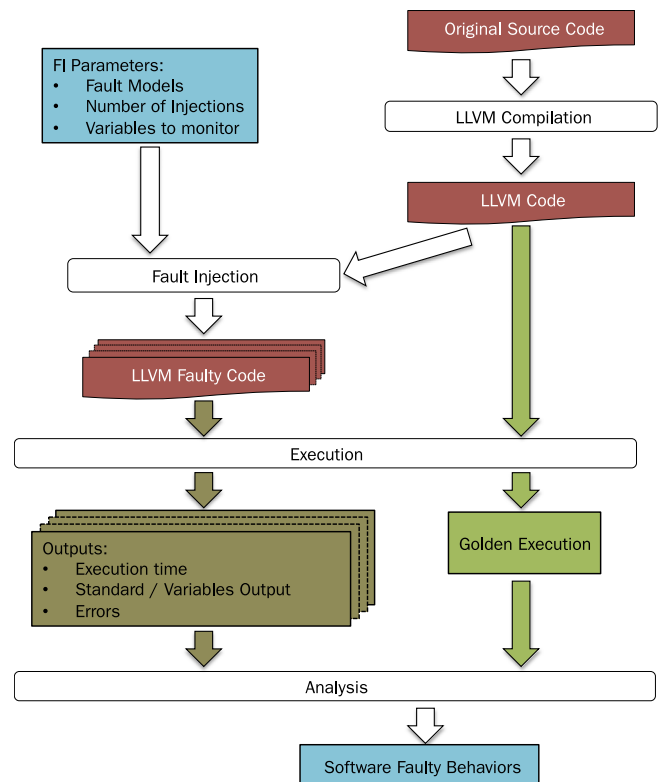 Original Source Code
FI Parameters:
• Fault Models
• Number of Injections
• Variables to monitor
LLVM Compilation
LLVM Code
Fault Injection
LLVM Faulty Code
Execution
Outputs:
• Execution time
• Standard / Variables Output
• Errors
Golden Execution
Analysis
Software Faulty Behaviors